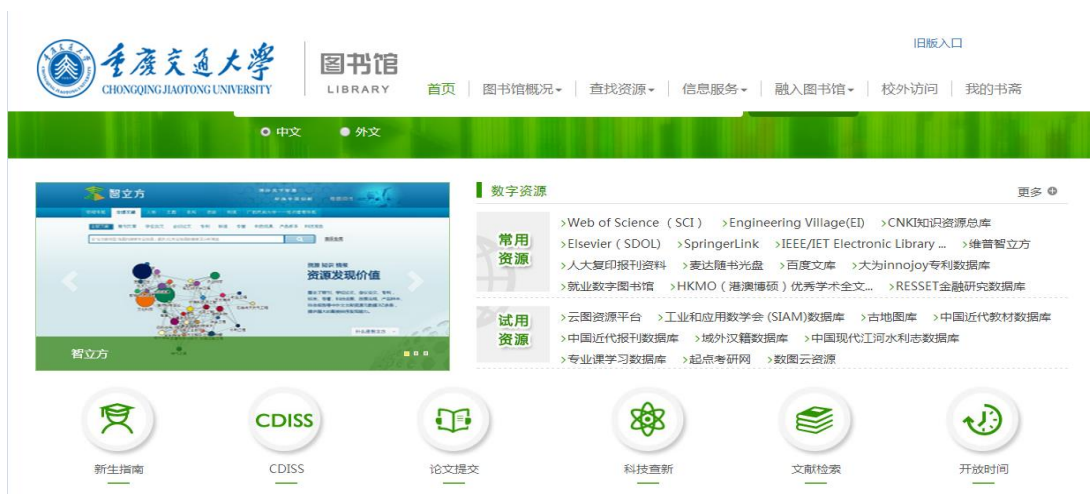 旧版入口
重庆交通大学
CHONGQING JIAOTONG UNIVERSITY
图书馆
LIBRARY
首页 图书馆概况 查找资源 信息服务 融入图书馆 校外访问 我的书斋
中文 外文
智立方
资源发现价值
智立方
数字资源 更多
常用资源
>Web of Science（SCI） >Engineering Village(EI) >CNKI知识资源总库
>Elsevier（SDOL） >SpringerLink >IEEE/IET Electronic Library ... >维普智立方
>人大复印报刊资料 >麦达随书光盘 >百度文库 >大为innojoy专利数据库
>就业数字图书馆 >HKMO（港澳博硕）优秀学术全文... >RESSET金融研究数据库
试用资源
>云图资源平台 >工业和应用数学会 (SIAM)数据库 >古地图库 >中国近代教材数据库
>中国近代报刊数据库 >域外汉籍数据库 >中国现代江河水利志数据库
>专业课学习数据库 >起点考研网 >数图云资源
CDISS
新生指南 CDISS 论文提交 科技查新 文献检索 开放时间